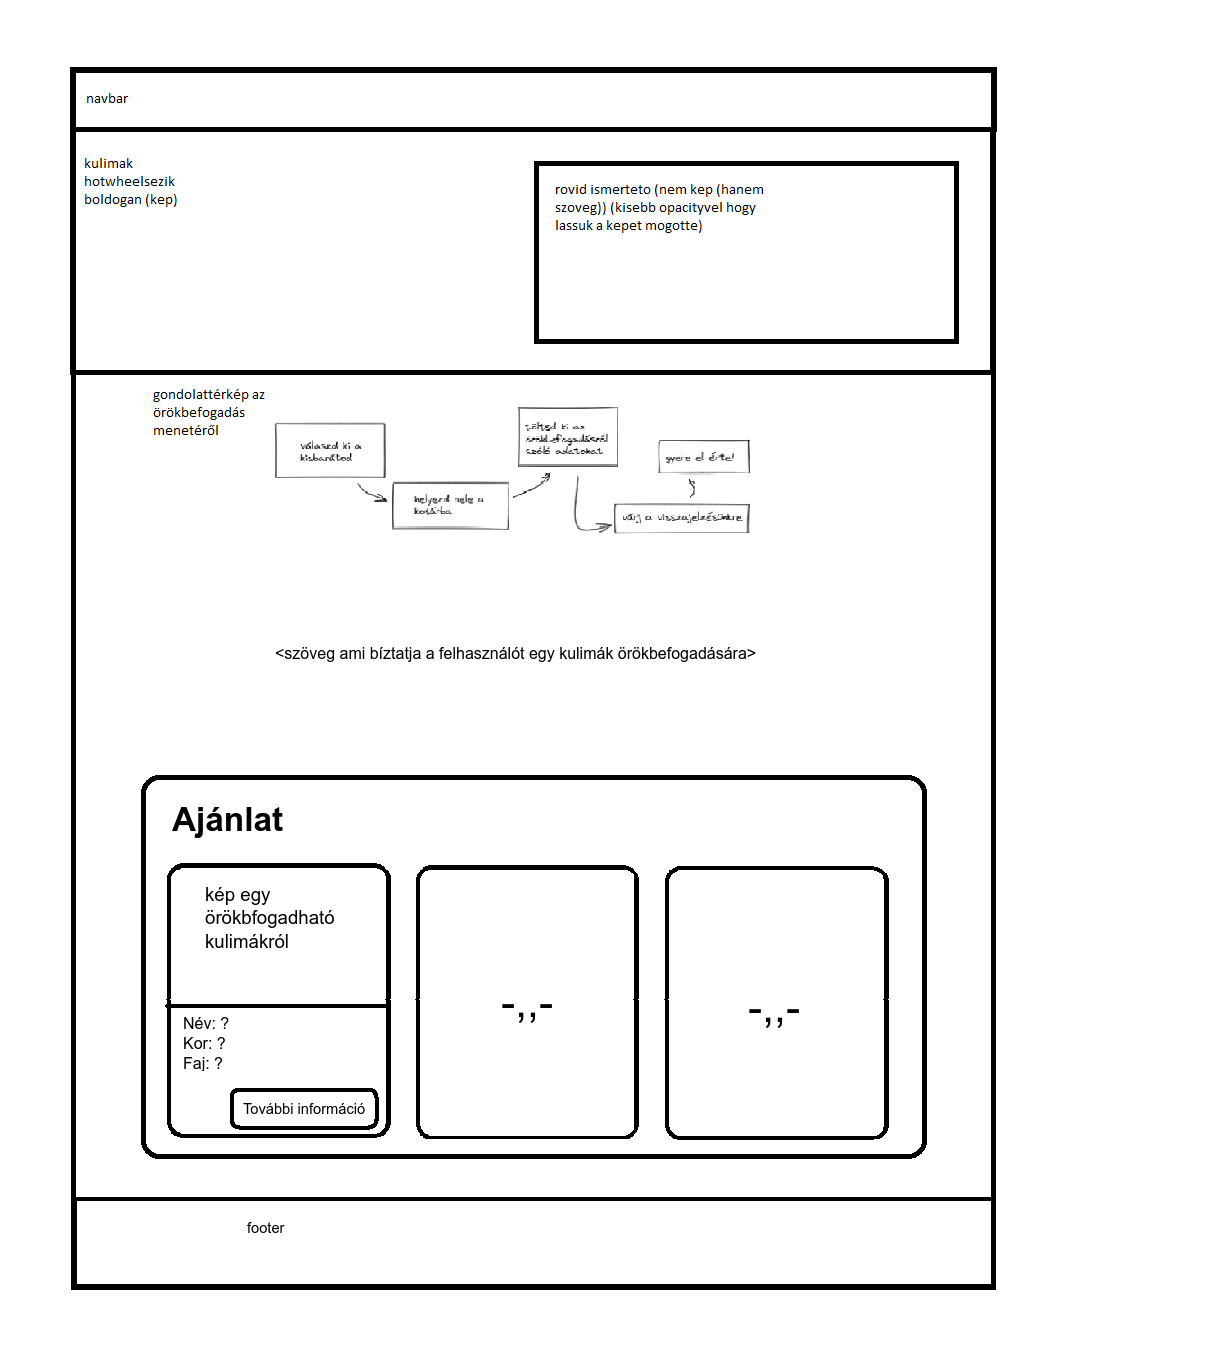 navbar
kulimak
hotwheelsezik
boldogan (kep)
rovid ismerteto (nem kep (hanem
szoveg)) (kisebb opacityvel hogy
lassuk a kepet mogotte)
gondolattérkép az
örökbefogadás
menetéről
válaszd ki a
kisbarátod
helyezd bele a
kosárba
töltsd ki az
örökbefogadásról
szóló adatokat
várj a visszajelzésünkre
gyere el érte!
<szöveg ami bíztatja a felhasználót egy kulimák örökbefogadására>
Ajánlat
kép egy
örökbfogadható
kulimákról
Név: ?
Kor: ?
Faj: ?
További információ
-,,-
-,,-
footer